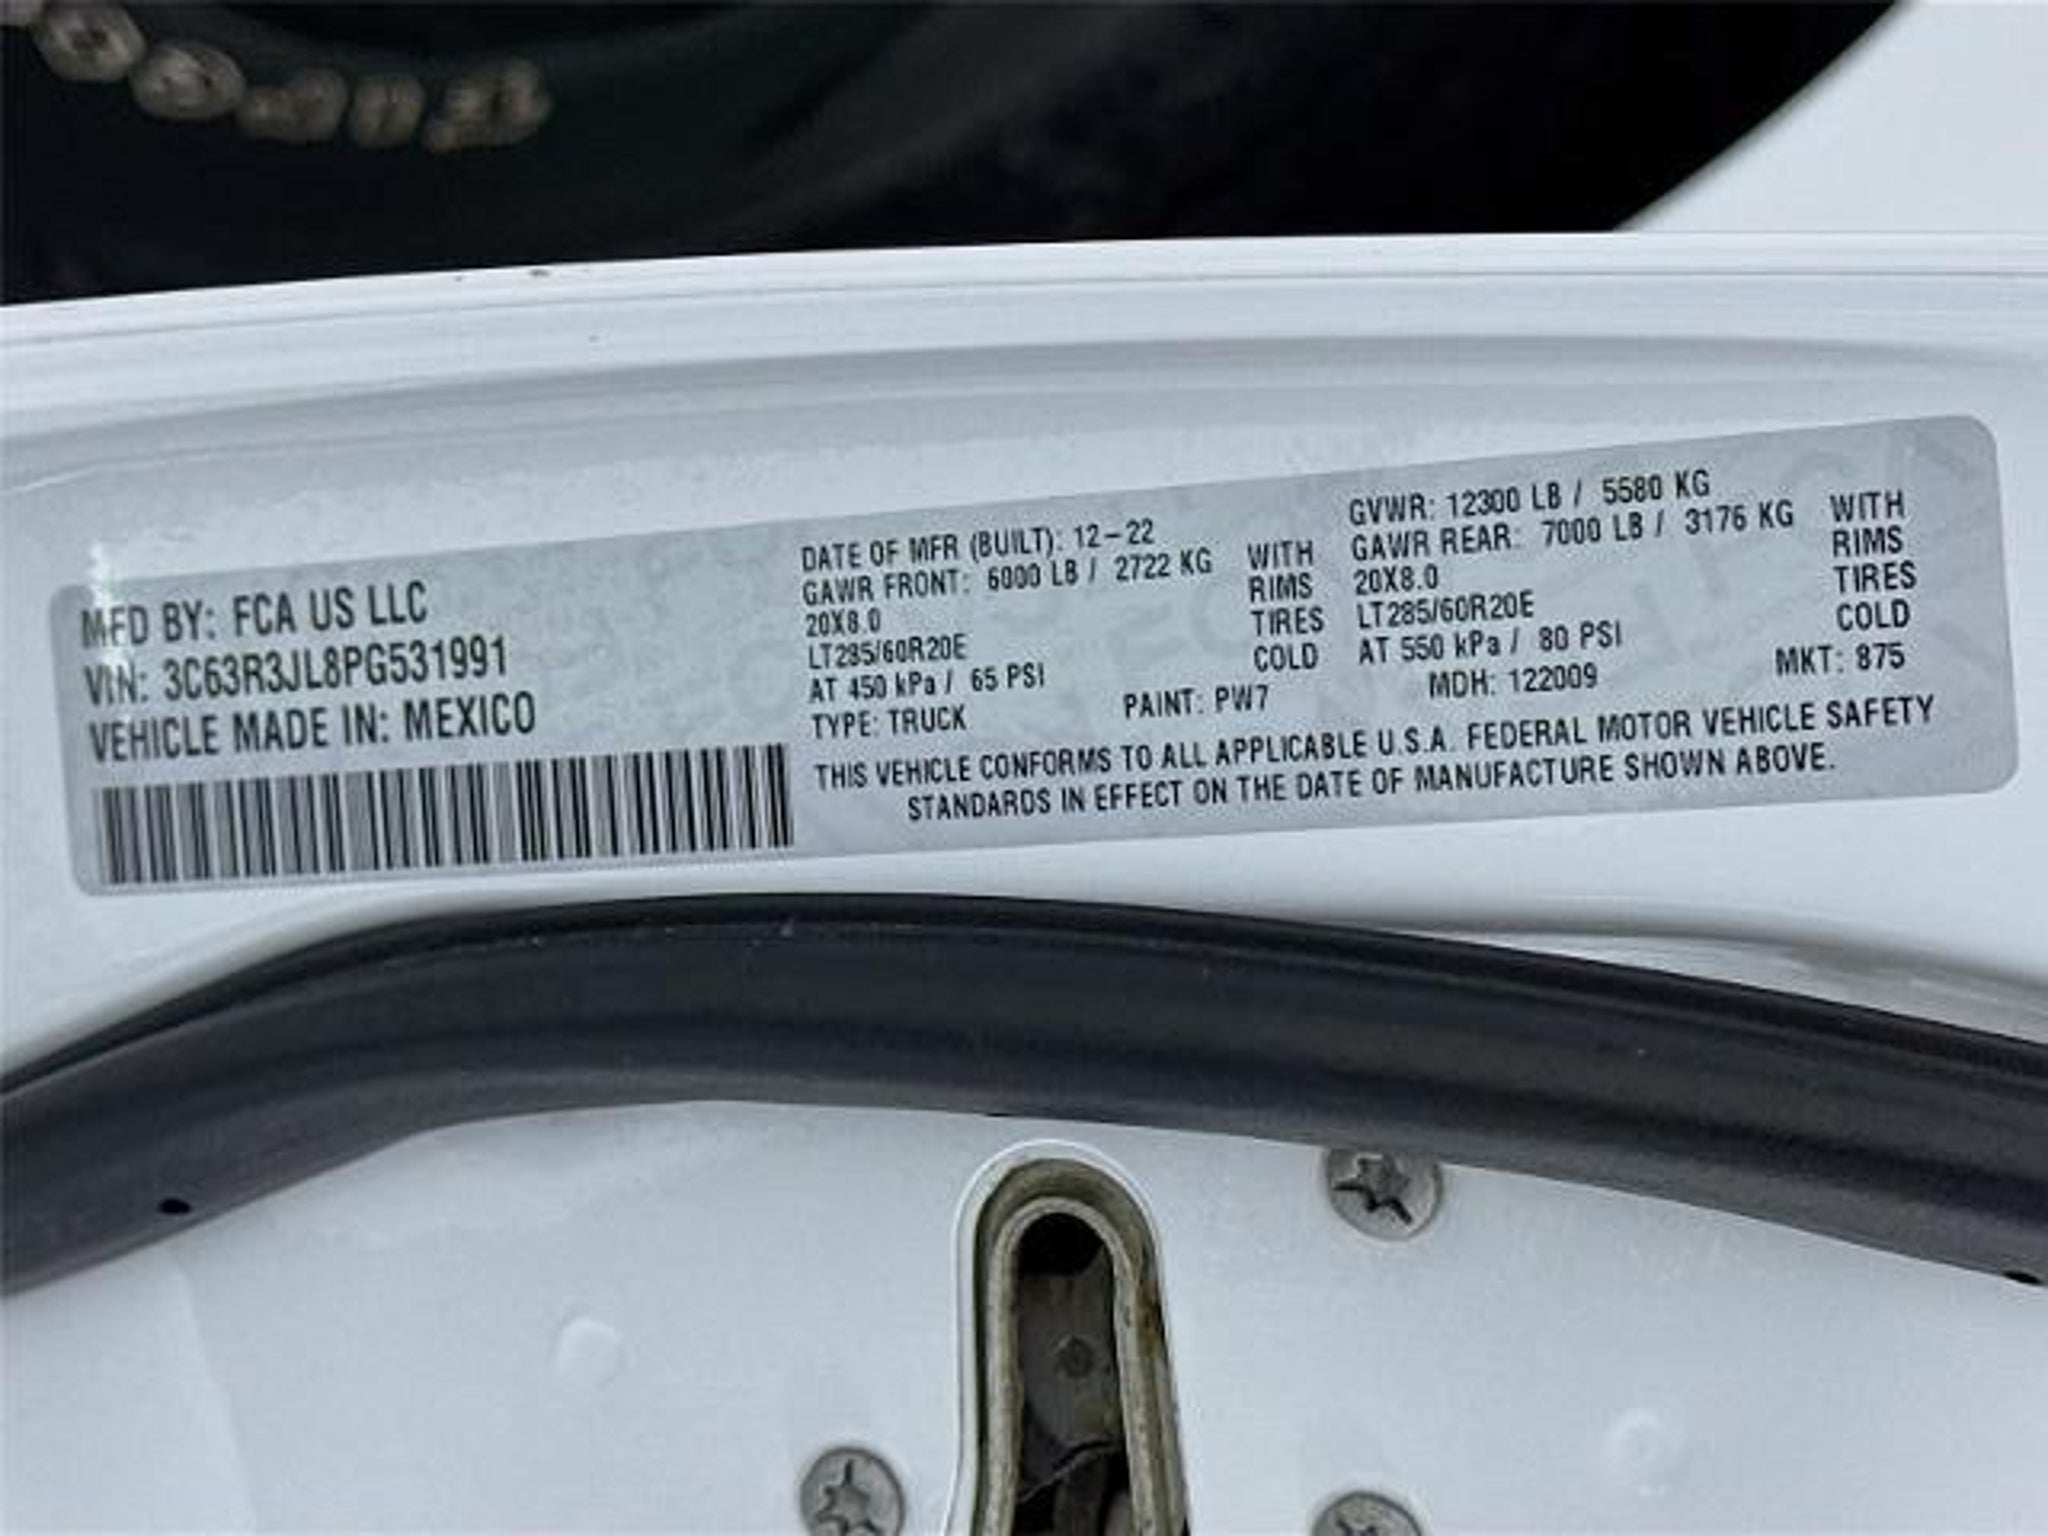 MFD BY: FCA US LLC
VIN: 3C63R3JL8PG531991
VEHICLE MADE IN: MEXICO
DATE OF MFR (BUILT): 12-22
GAWR FRONT: 6000 LB / 2722 KG WITH
20X8.0 RIMS
LT285/60R20E TIRES
AT 450 kPa / 65 PSI COLD
TYPE: TRUCK PAINT: PW7
GVWR: 12300 LB / 5580 KG
GAWR REAR: 7000 LB / 3176 KG WITH
20X8.0 RIMS
LT285/60R20E TIRES
AT 550 kPa / 80 PSI COLD
MDH: 122009 MKT: 875
THIS VEHICLE CONFORMS TO ALL APPLICABLE U.S.A. FEDERAL MOTOR VEHICLE SAFETY
STANDARDS IN EFFECT ON THE DATE OF MANUFACTURE SHOWN ABOVE.